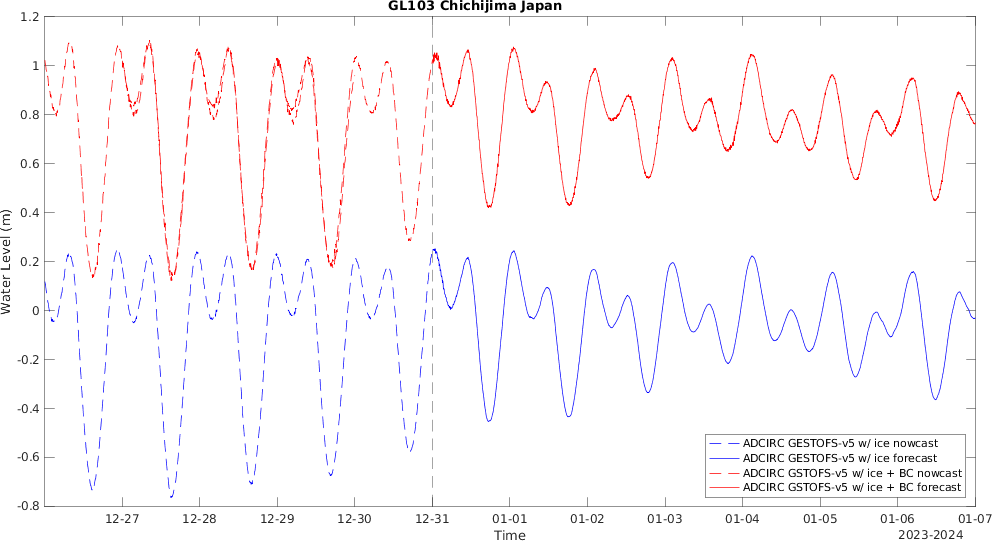 GL103 Chichijima Japan
1.2
1
0.8
0.6
0.4
0.2
0
-0.2
-0.4
-0.6
-0.8
Water Level (m)
ADCIRC GESTOFS-v5 w/ ice nowcast
ADCIRC GESTOFS-v5 w/ ice forecast
ADCIRC GSTOFS-v5 w/ ice + BC nowcast
ADCIRC GSTOFS-v5 w/ ice + BC forecast
12-27 12-28 12-29 12-30 12-31 01-01 01-02 01-03 01-04 01-05 01-06 01-07
Time
2023-2024